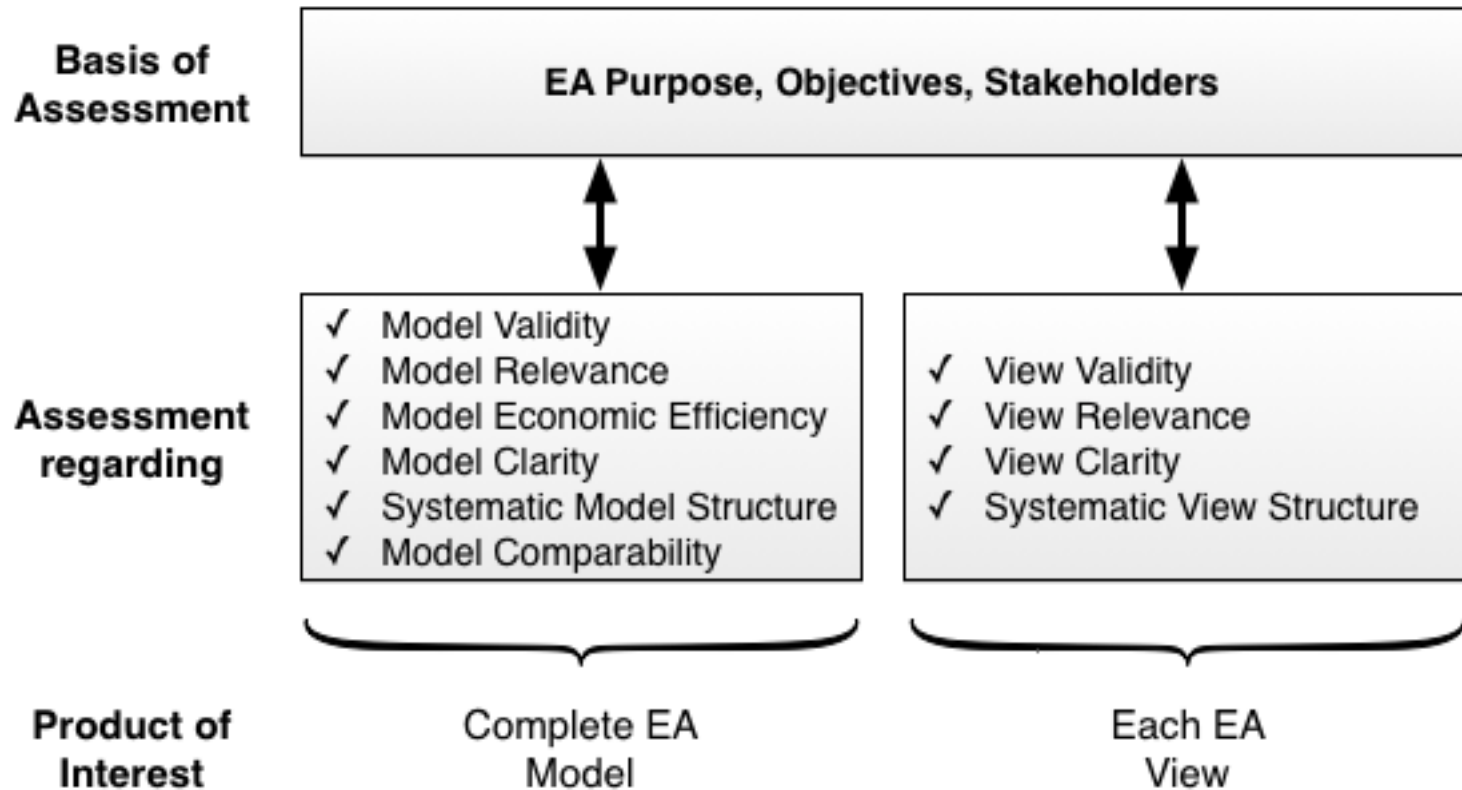 Basis of
Assessment
EA Purpose, Objectives, Stakeholders
Assessment
regarding
✓ Model Validity
✓ Model Relevance
✓ Model Economic Efficiency
✓ Model Clarity
✓ Systematic Model Structure
✓ Model Comparability
✓ View Validity
✓ View Relevance
✓ View Clarity
✓ Systematic View Structure
Product of
Interest
Complete EA
Model
Each EA
View